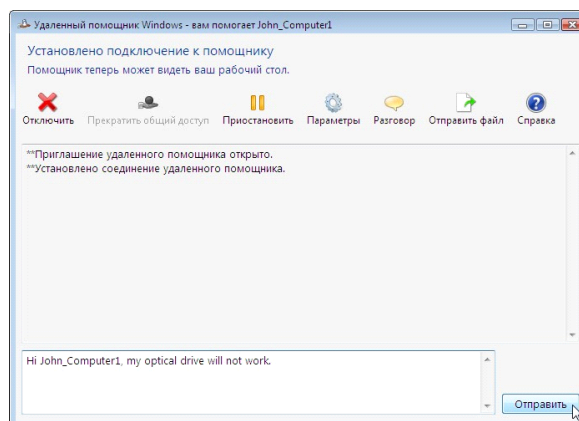 Удаленный помощник Windows - вам помогает John_Computer1
Установлено подключение к помощнику
Помощник теперь может видеть ваш рабочий стол.
Отключить Прекратить общий доступ Приостановить Параметры Разговор Отправить файл Справка
**Приглашение удаленного помощника открыто.
**Установлено соединение удаленного помощника.
Hi John_Computer1, my optical drive will not work.
Отправить